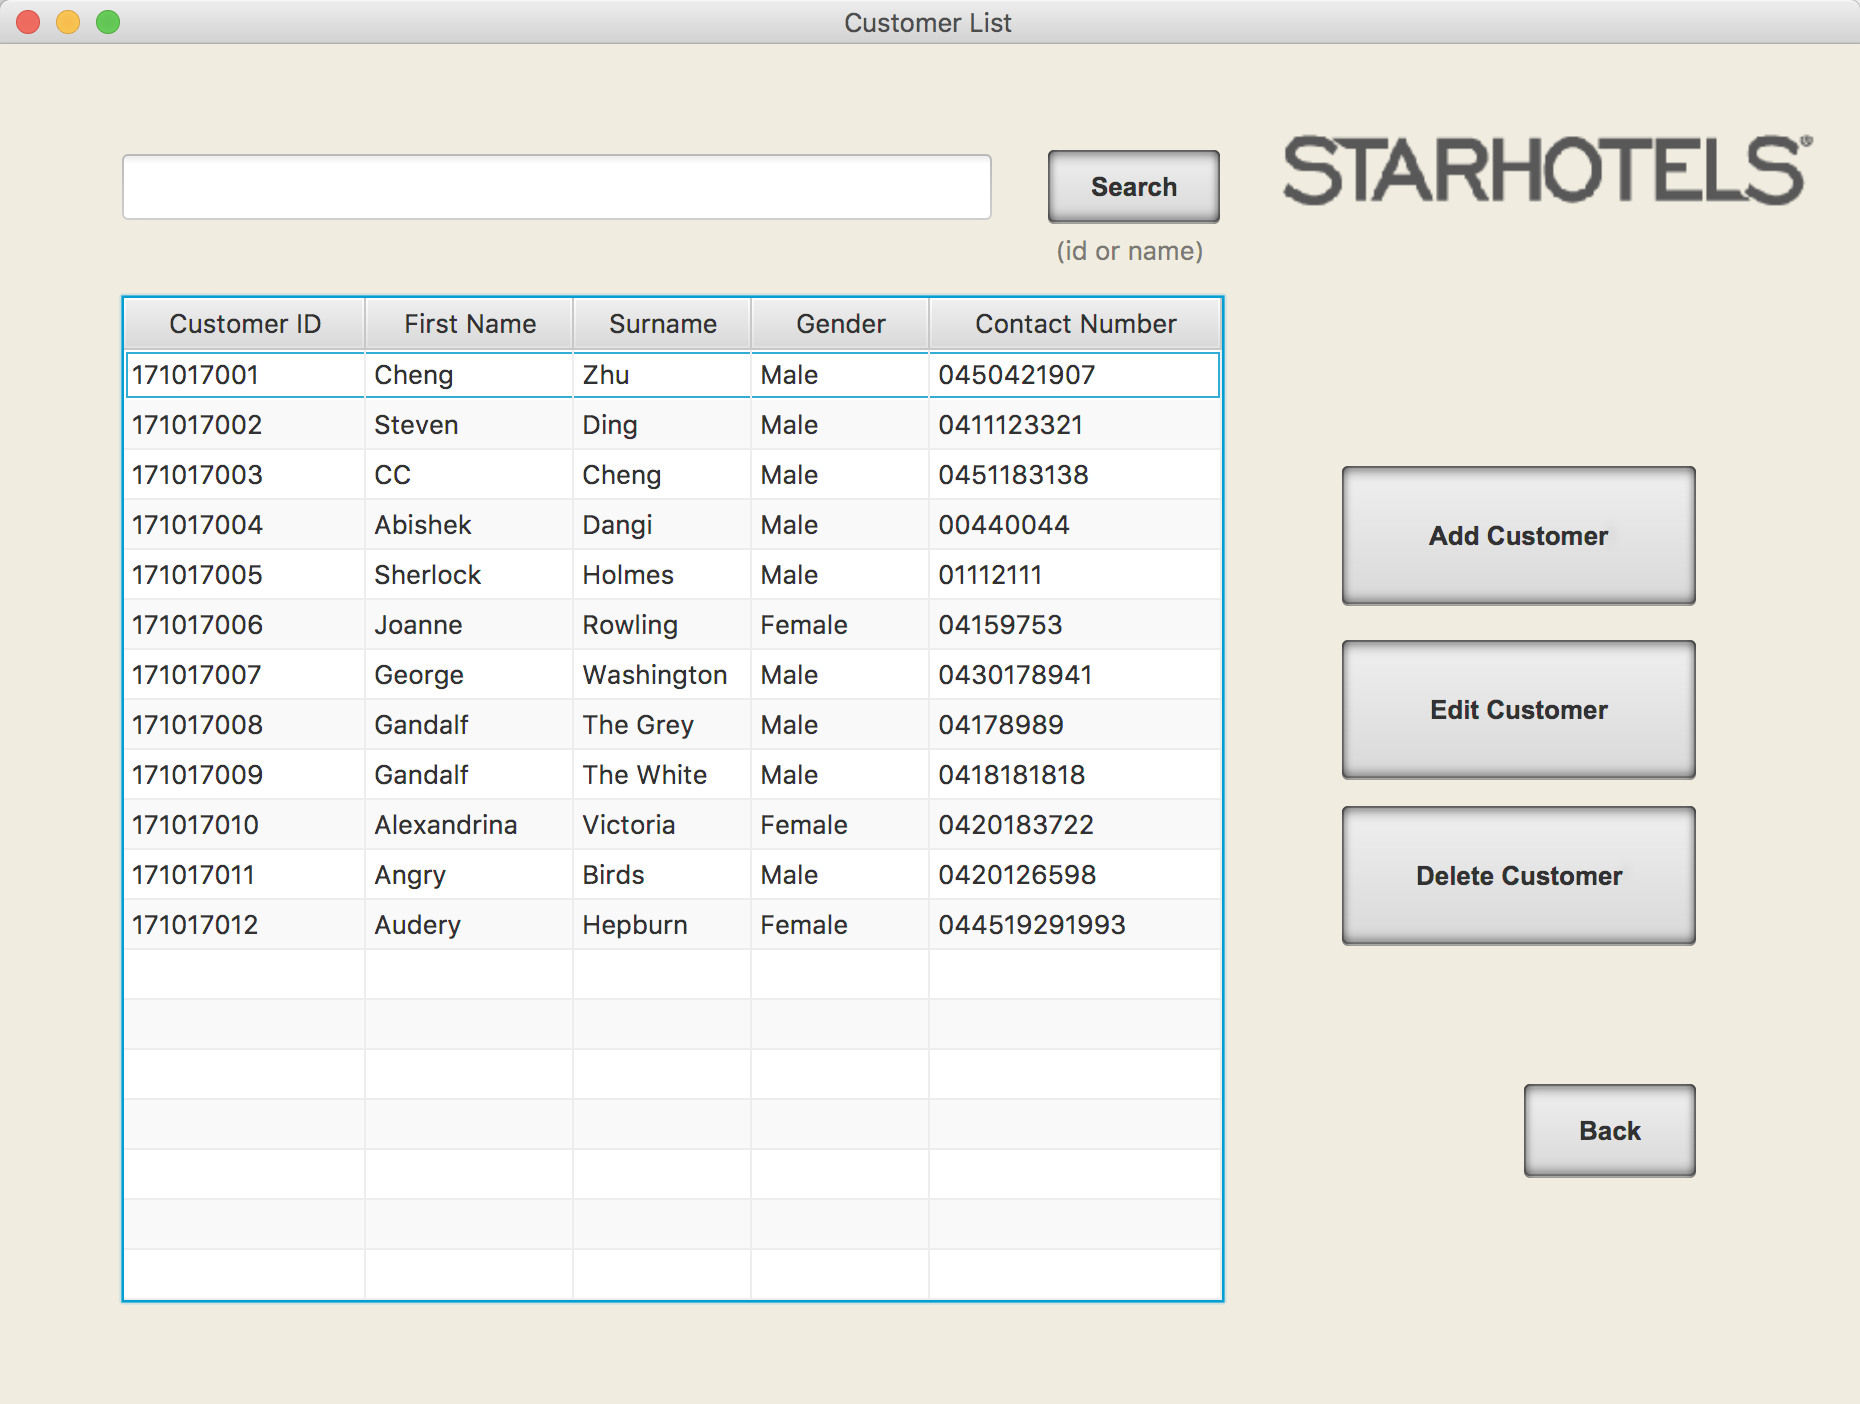 Customer List
STARHOTELS®
Search
(id or name)
Customer ID First Name Surname Gender Contact Number
171017001 Cheng Zhu Male 0450421907
171017002 Steven Ding Male 0411123321
171017003 CC Cheng Male 0451183138
171017004 Abishek Dangi Male 00440044
171017005 Sherlock Holmes Male 01112111
171017006 Joanne Rowling Female 04159753
171017007 George Washington Male 0430178941
171017008 Gandalf The Grey Male 04178989
171017009 Gandalf The White Male 0418181818
171017010 Alexandrina Victoria Female 0420183722
171017011 Angry Birds Male 0420126598
171017012 Audery Hepburn Female 044519291993
Add Customer
Edit Customer
Delete Customer
Back